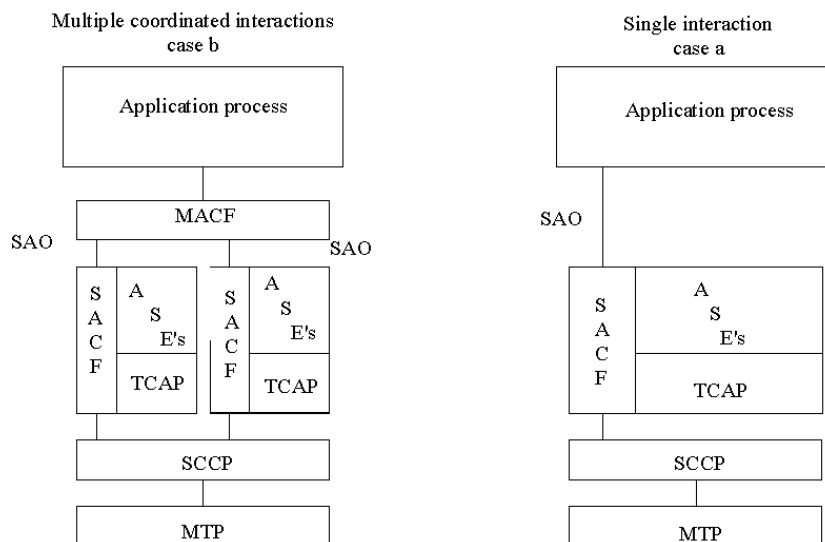 Multiple coordinated interactions
case b
Application process
MACF
SAO
SAO
S
A
C
F
A
S
E's
TCAP
S
A
C
F
A
S
E's
TCAP
SCCP
MTP
Single interaction
case a
Application process
SAO
S
A
C
F
A
S
E's
TCAP
SCCP
MTP